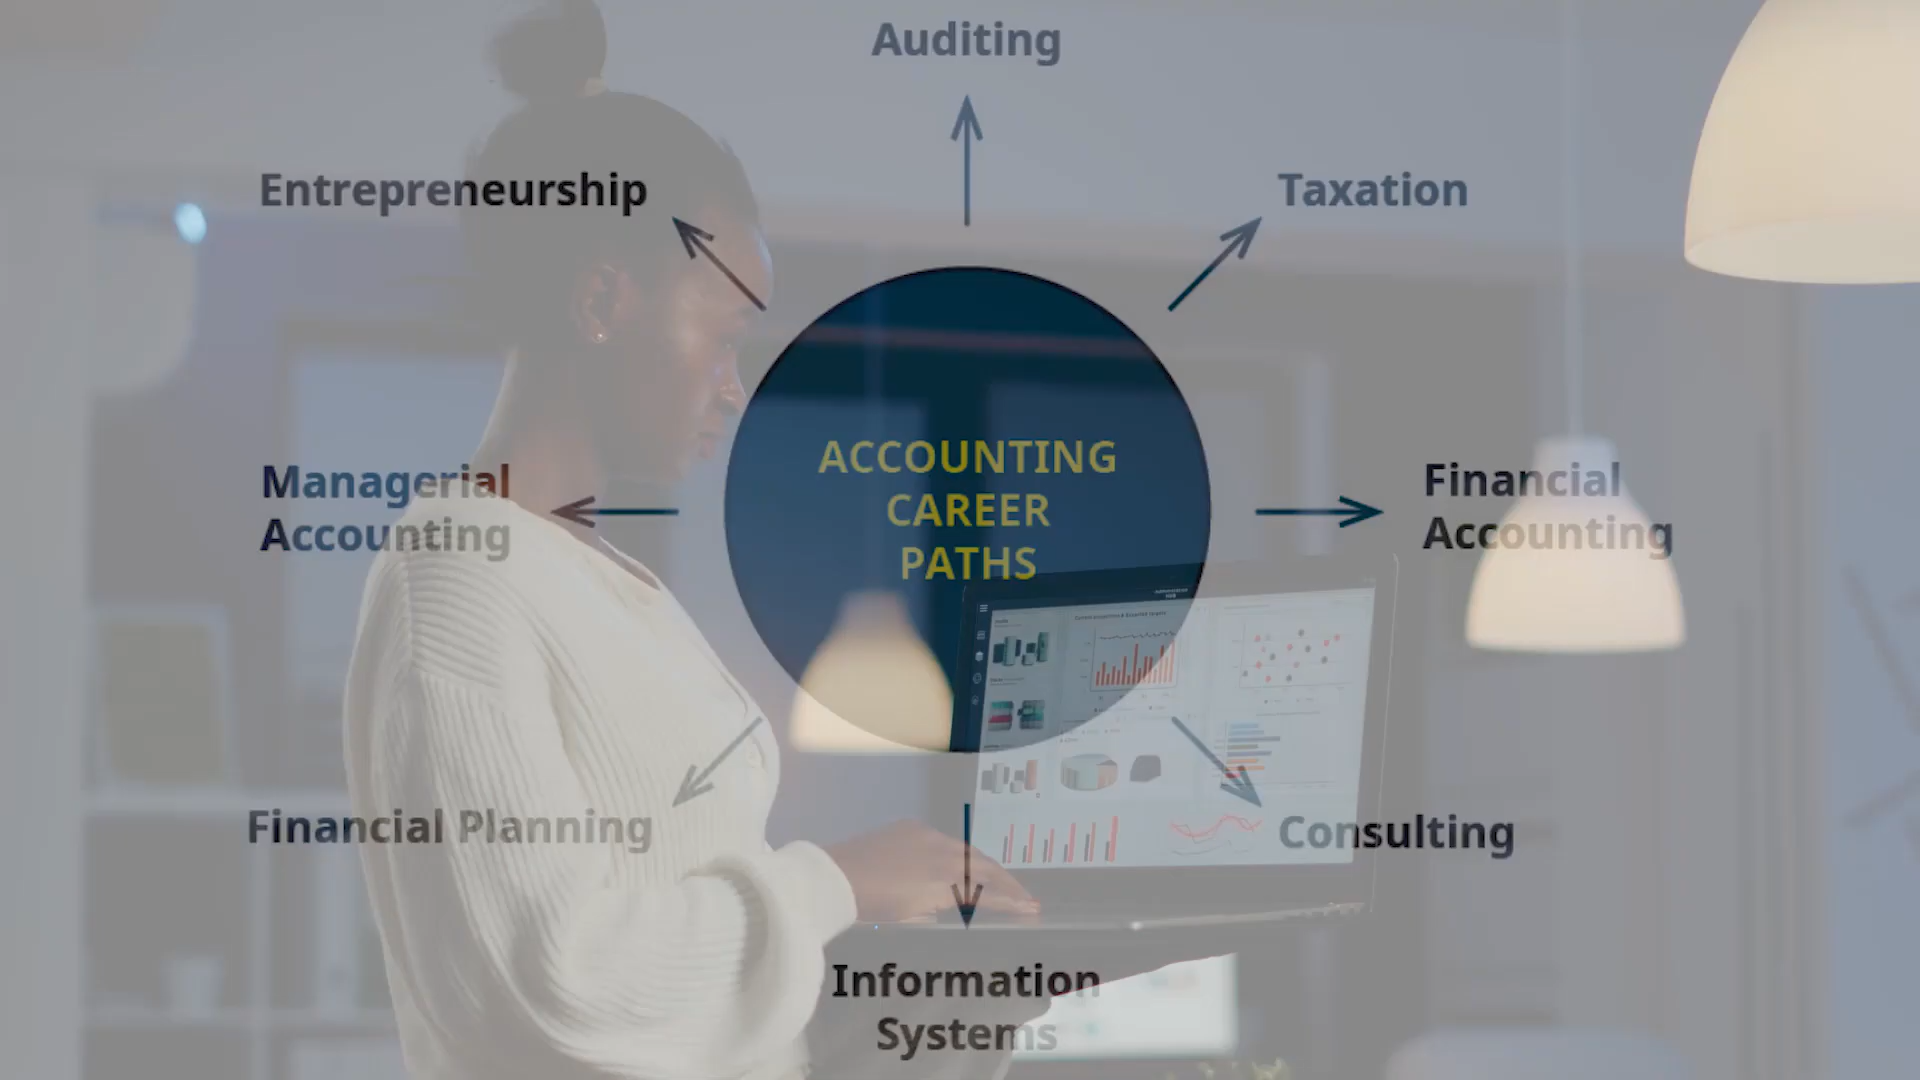 Auditing
Entrepreneurship
Taxation
ACCOUNTING
CAREER
PATHS
Managerial
Accounting
Financial
Accounting
Financial Planning
Consulting
Information
Systems